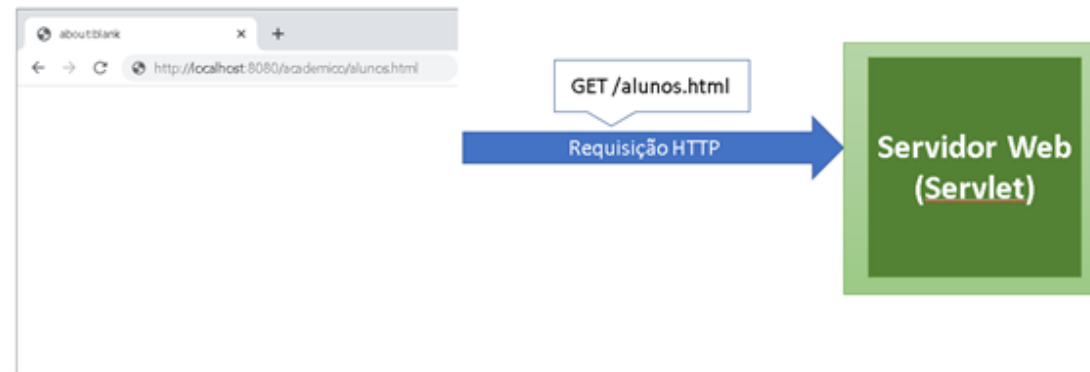 about:blank
http://localhost:8080/academico/alunos.html
GET /alunos.html
Requisição HTTP
Servidor Web
(Servlet)